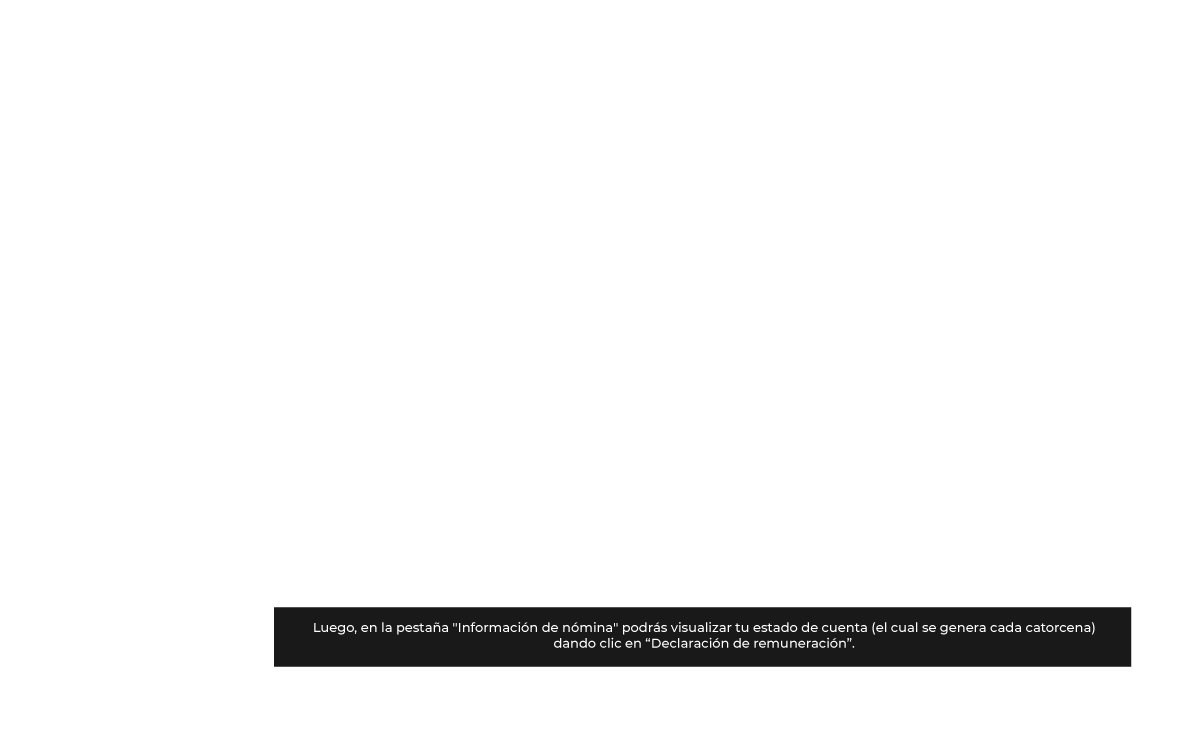 Luego, en la pestaña "Información de nómina" podrás visualizar tu estado de cuenta (el cual se genera cada catorcena)
dando clic en “Declaración de remuneración”.